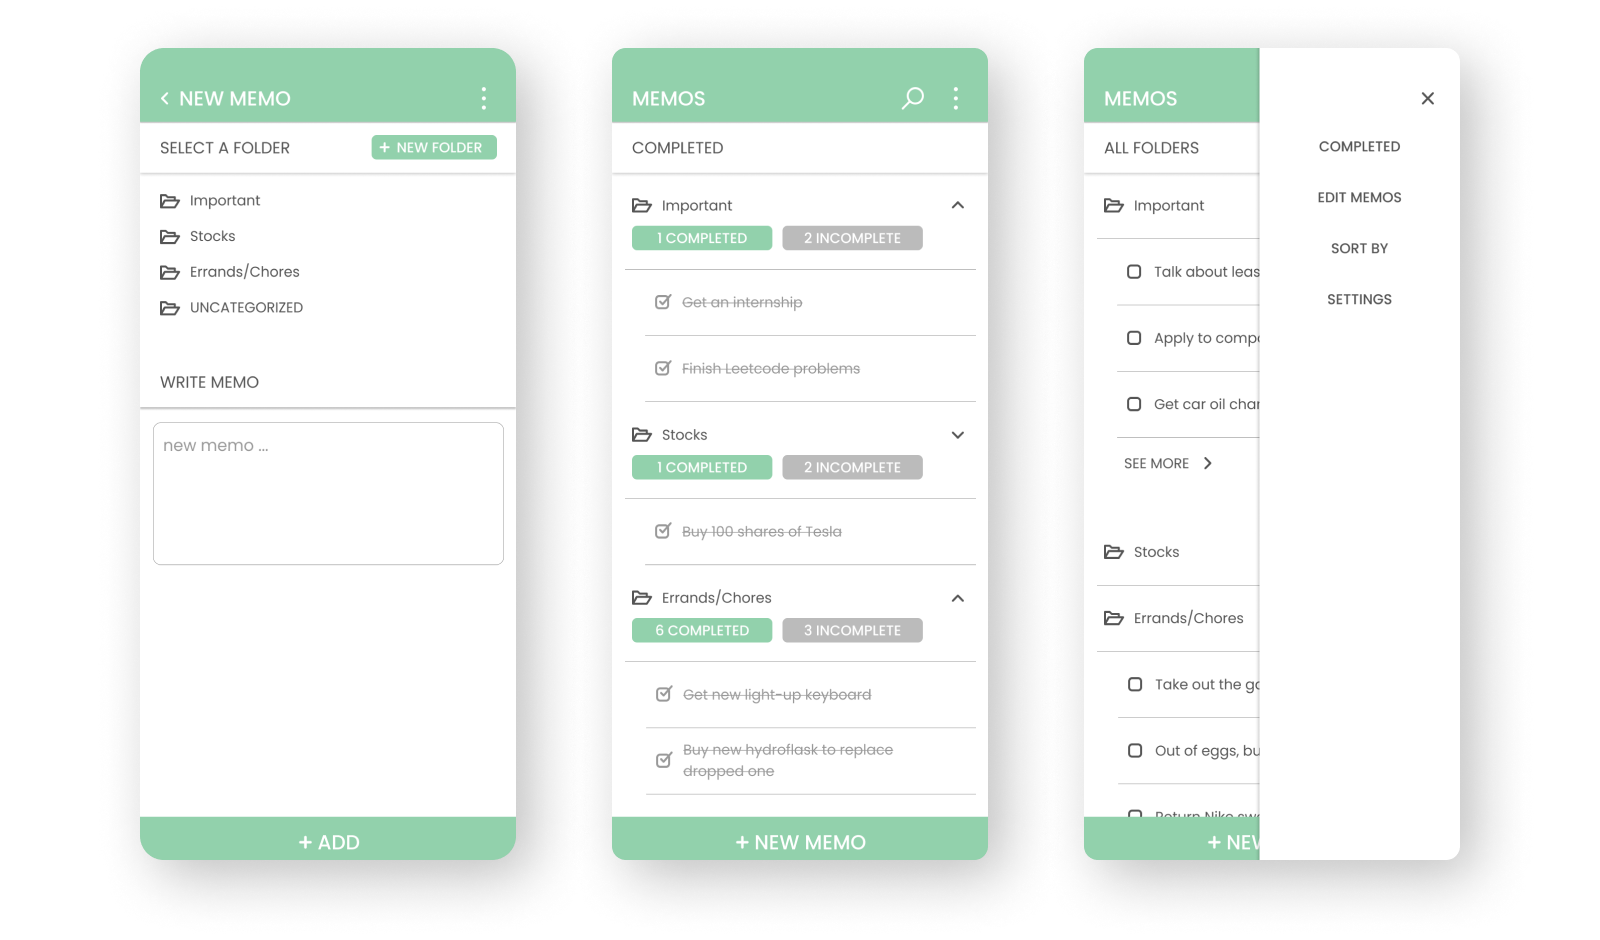 NEW MEMO
SELECT A FOLDER
+ NEW FOLDER
Important
Stocks
Errands/Chores
UNCATEGORIZED
WRITE MEMO
new memo ...
+ ADD
MEMOS
COMPLETED
Important
1 COMPLETED
2 INCOMPLETE
Get an internship
Finish Leetcode problems
Stocks
1 COMPLETED
2 INCOMPLETE
Buy 100 shares of Tesla
Errands/Chores
6 COMPLETED
3 INCOMPLETE
Get new light-up keyboard
Buy new hydroflask to replace
dropped one
+ NEW MEMO
MEMOS
ALL FOLDERS
Important
Talk about leas
Apply to comp
Get car oil char
SEE MORE
Stocks
Errands/Chores
Take out the g
Out of eggs, bu
Return Nike sw
+ NEW
COMPLETED
EDIT MEMOS
SORT BY
SETTINGS